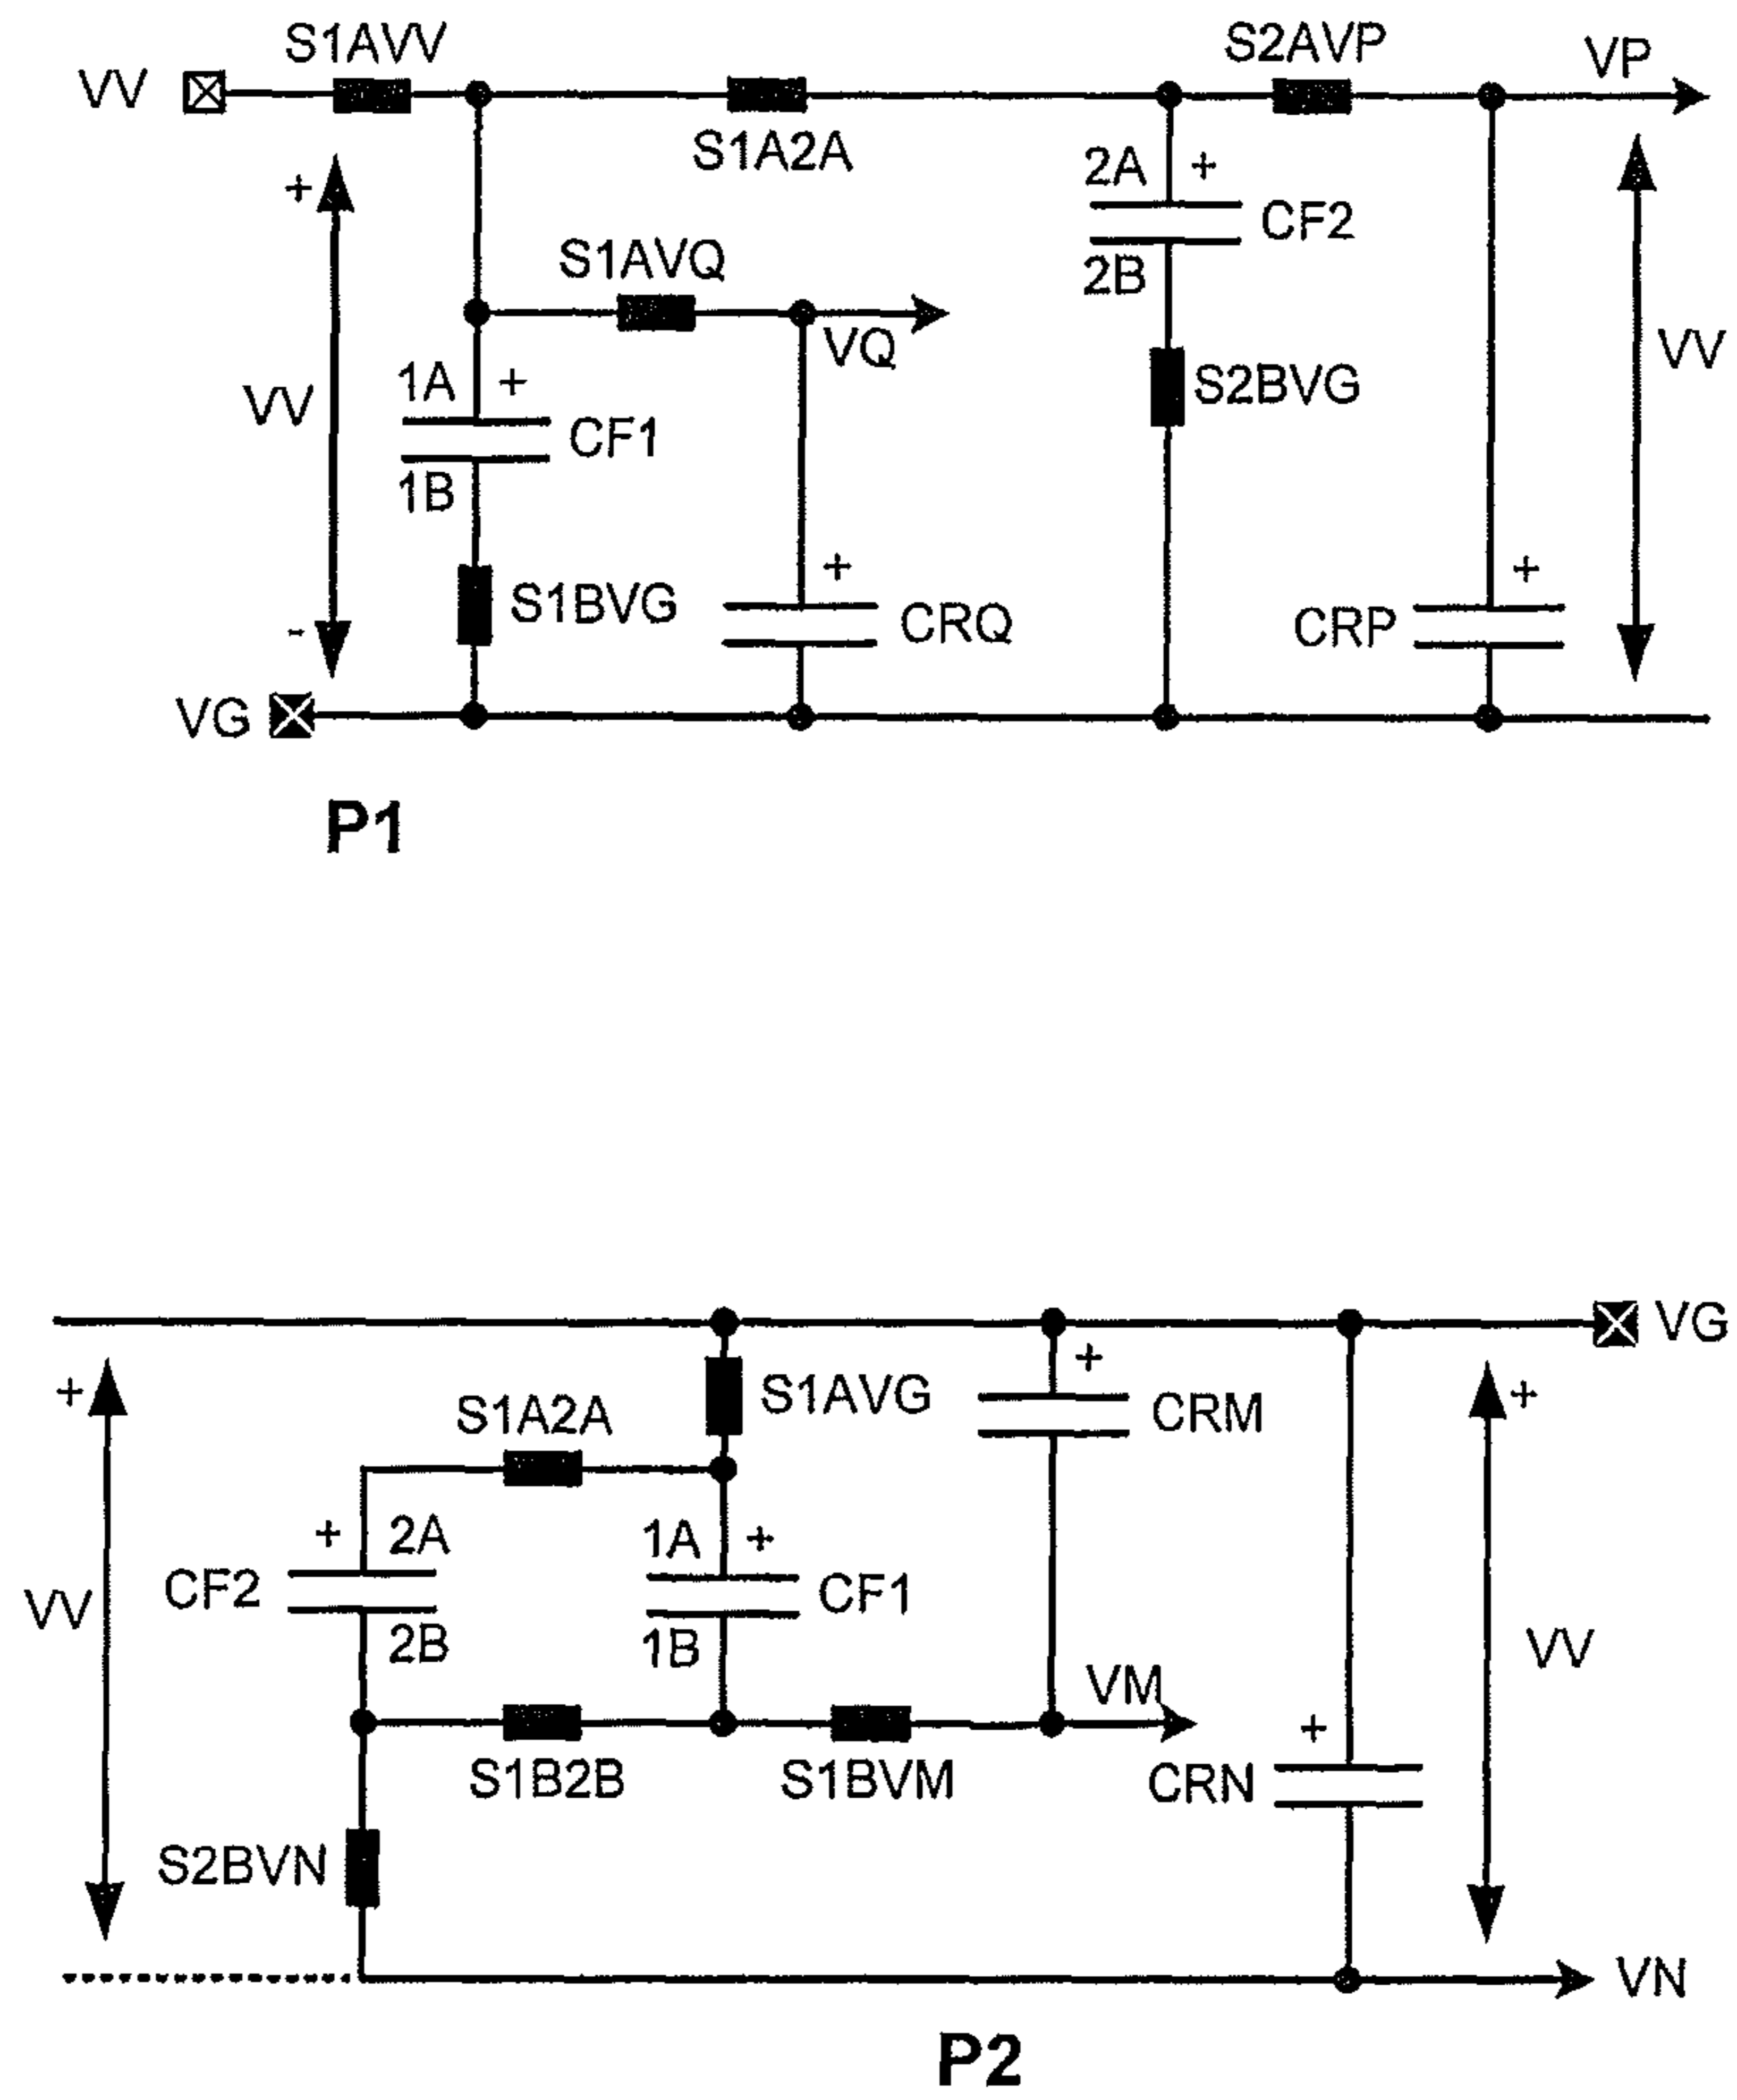 S1AVV
S2AVP
VP
VV
S1A2A
2A +
CF2
+
S1AVQ
2B
VQ
VV
1A +
S2BVG
VV
CF1
1B
+
+
S1BVG
CRQ
CRP
-
VG
P1
VG
+
+
S1AVG
CRM
+
S1A2A
+ 2A
1A +
CF2
CF1
VV
2B
1B
VV
VM
+
S1B2B
S1BVM
CRN
S2BVN
VN
P2